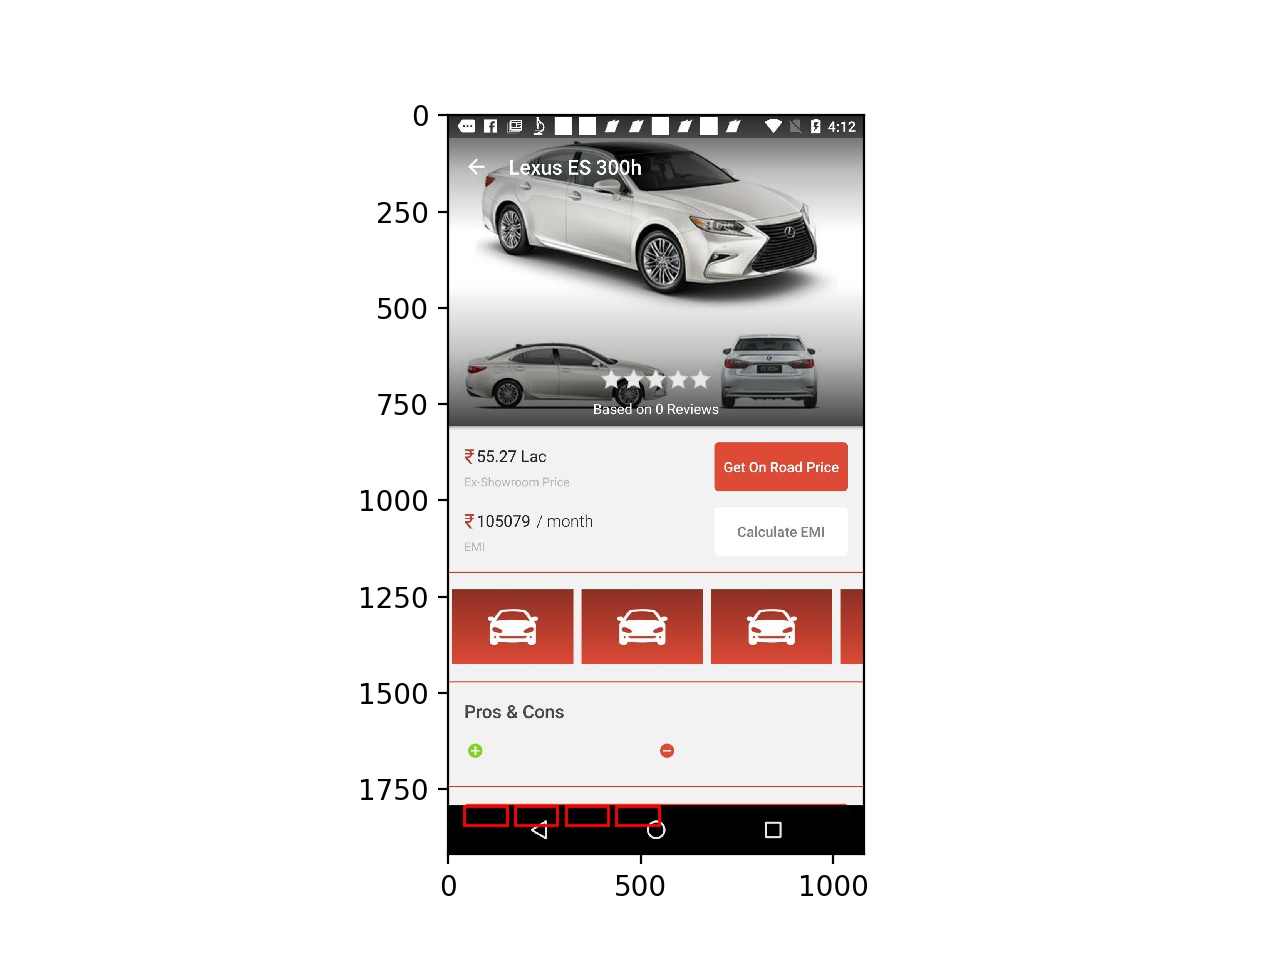 0
250
500
750
1000
1250
1500
1750
0 500 1000
4:12
Lexus ES 300h
Based on 0 Reviews
₹ 55.27 Lac
Ex-Showroom Price
Get On Road Price
₹ 105079 / month
EMI
Calculate EMI
Pros & Cons